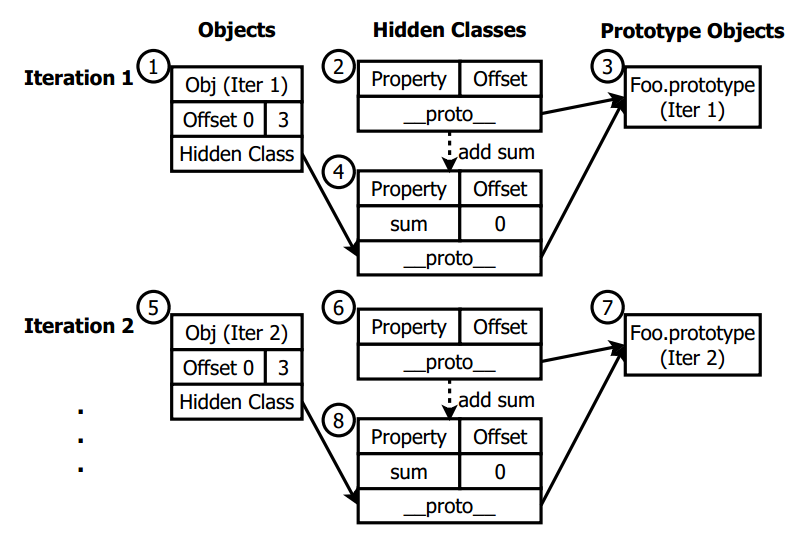 Objects
Hidden Classes
Prototype Objects
Iteration 1
1
Obj (Iter 1)
Offset 0
3
Hidden Class
2
Property
Offset
__proto__
add sum
3
Foo.prototype
(Iter 1)
4
Property
Offset
sum
0
__proto__
Iteration 2
5
Obj (Iter 2)
Offset 0
3
Hidden Class
6
Property
Offset
__proto__
add sum
7
Foo.prototype
(Iter 2)
8
Property
Offset
sum
0
__proto__
.
.
.